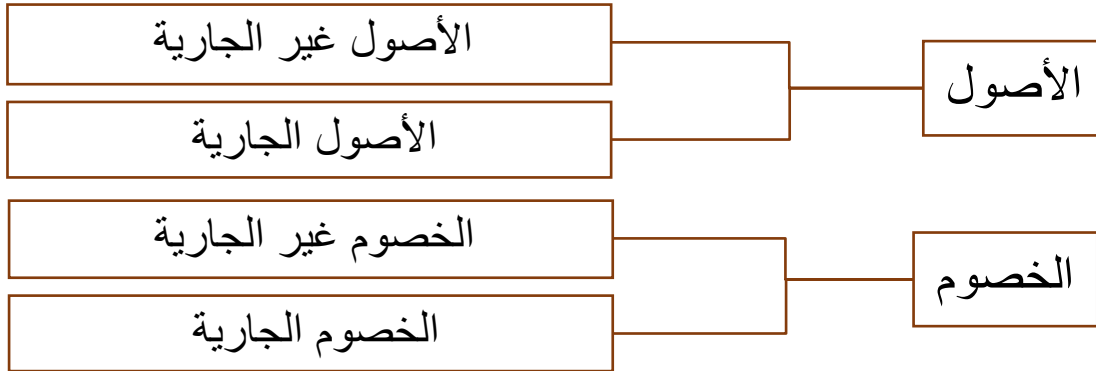 الأصول
الأصول غير الجارية
الأصول الجارية
الخصوم
الخصوم غير الجارية
الخصوم الجارية